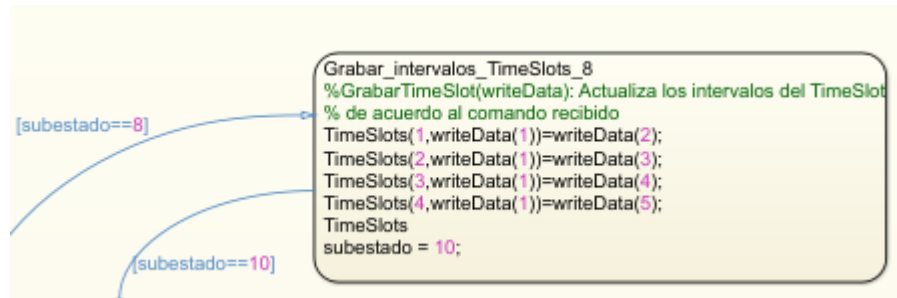 Grabar_intervalos_TimeSlots_8
%GrabarTimeSlot(writeData): Actualiza los intervalos del TimeSlot
% de acuerdo al comando recibido
TimeSlots(1,writeData(1))=writeData(2);
TimeSlots(2,writeData(1))=writeData(3);
TimeSlots(3,writeData(1))=writeData(4);
TimeSlots(4,writeData(1))=writeData(5);
TimeSlots
subestado = 10;
[subestado==8]
[subestado==10]